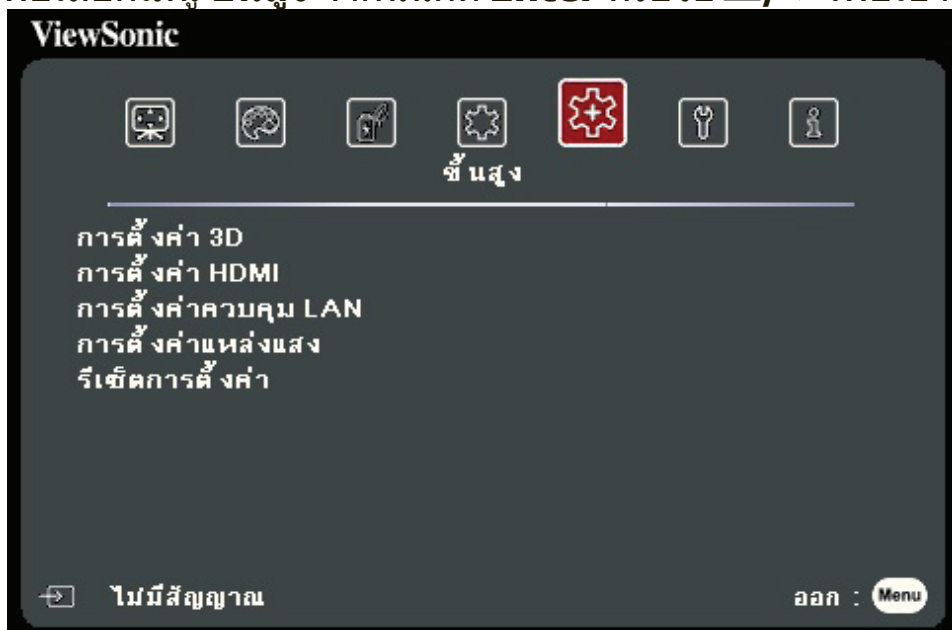 ViewSonic
ขั้นสูง
การตั้งค่า 3D
การตั้งค่า HDMI
การตั้งค่าควบคุม LAN
การตั้งค่าแหล่งแสง
รีเซ็ตการตั้งค่า
ไม่มีสัญญาณ
ออก : Menu